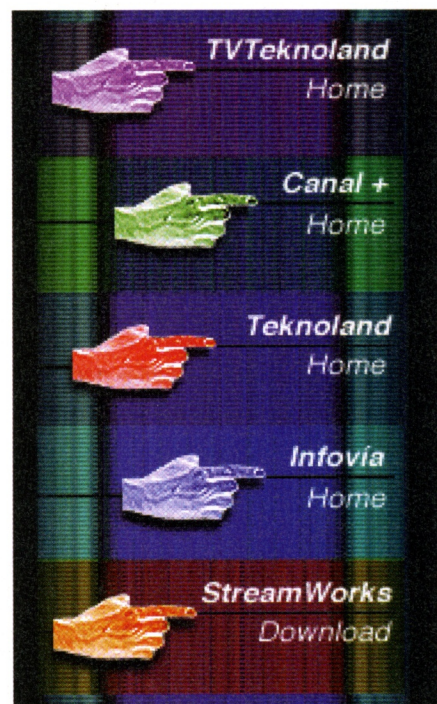 TVTeknoland
Home
Canal +
Home
Teknoland
Home
Infovía
Home
StreamWorks
Download